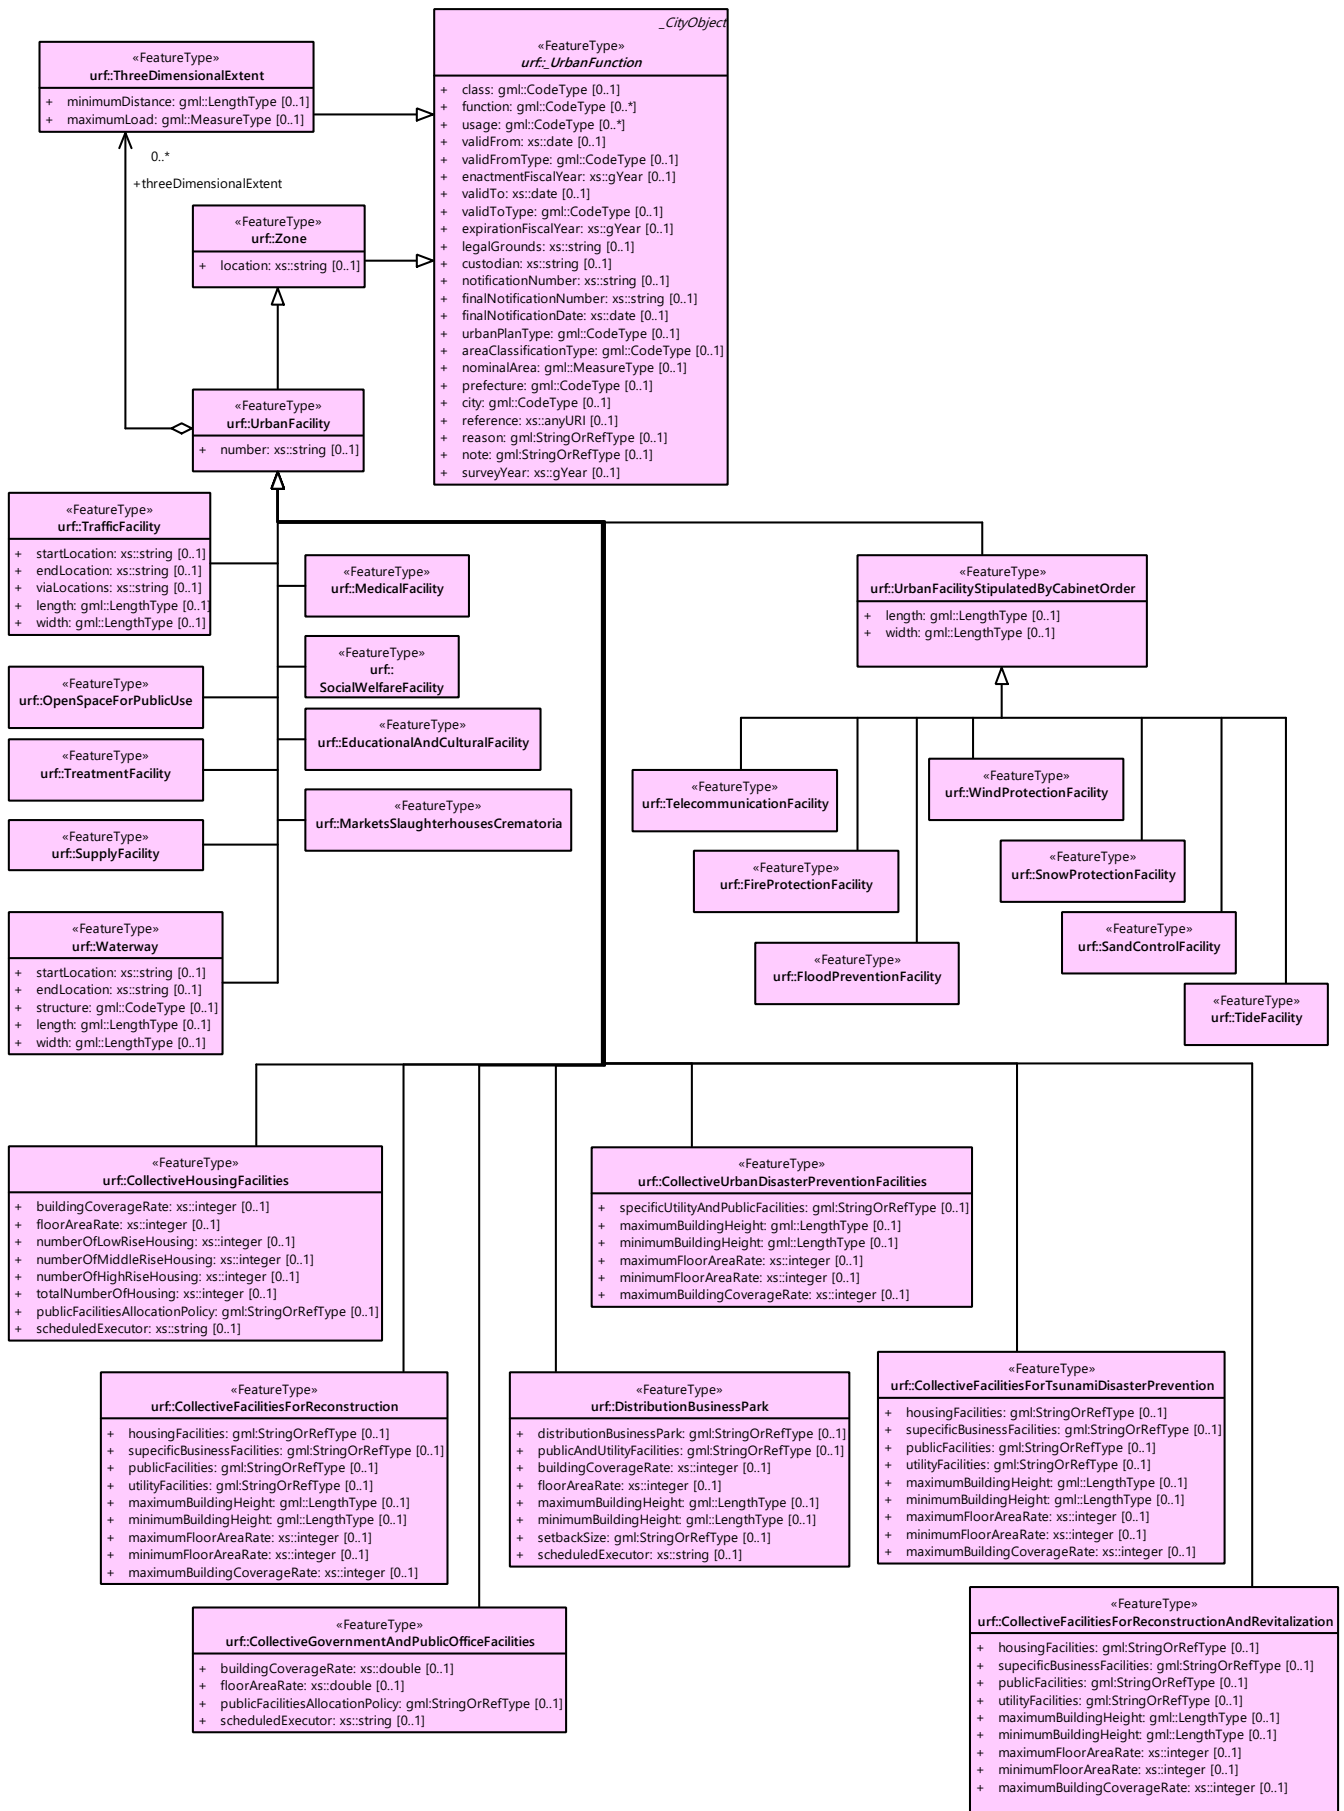 _CityObject
«FeatureType»
urf::_UrbanFunction
+ class: gml::CodeType [0..1]
+ function: gml::CodeType [0..*]
+ usage: gml::CodeType [0..*]
+ validFrom: xs::date [0..1]
+ validFromType: gml::CodeType [0..1]
+ enactmentFiscalYear: xs::gYear [0..1]
+ validTo: xs::date [0..1]
+ validToType: gml::CodeType [0..1]
+ expirationFiscalYear: xs::gYear [0..1]
+ legalGrounds: xs::string [0..1]
+ custodian: xs::string [0..1]
+ notificationNumber: xs::string [0..1]
+ finalNotificationNumber: xs::string [0..1]
+ finalNotificationDate: xs::date [0..1]
+ urbanPlanType: gml::CodeType [0..1]
+ areaClassificationType: gml::CodeType [0..1]
+ nominalArea: gml::MeasureType [0..1]
+ prefecture: gml::CodeType [0..1]
+ city: gml::CodeType [0..1]
+ reference: xs::anyURI [0..1]
+ reason: gml:StringOrRefType [0..1]
+ note: gml:StringOrRefType [0..1]
+ surveyYear: xs::gYear [0..1]
«FeatureType»
urf::ThreeDimensionalExtent
+ minimumDistance: gml::LengthType [0..1]
+ maximumLoad: gml::MeasureType [0..1]
0..*
+threeDimensionalExtent
«FeatureType»
urf::Zone
+ location: xs::string [0..1]
«FeatureType»
urf::UrbanFacility
+ number: xs::string [0..1]
«FeatureType»
urf::TrafficFacility
+ startLocation: xs::string [0..1]
+ endLocation: xs::string [0..1]
+ viaLocations: xs::string [0..1]
+ length: gml::LengthType [0..1]
+ width: gml::LengthType [0..1]
«FeatureType»
urf::MedicalFacility
«FeatureType»
urf::
SocialWelfareFacility
«FeatureType»
urf::OpenSpaceForPublicUse
«FeatureType»
urf::EducationalAndCulturalFacility
«FeatureType»
urf::TreatmentFacility
«FeatureType»
urf::MarketsSlaughterhousesCrematoria
«FeatureType»
urf::SupplyFacility
«FeatureType»
urf::Waterway
+ startLocation: xs::string [0..1]
+ endLocation: xs::string [0..1]
+ structure: gml::CodeType [0..1]
+ length: gml::LengthType [0..1]
+ width: gml::LengthType [0..1]
«FeatureType»
urf::UrbanFacilityStipulatedByCabinetOrder
+ length: gml::LengthType [0..1]
+ width: gml::LengthType [0..1]
«FeatureType»
urf::TelecommunicationFacility
«FeatureType»
urf::WindProtectionFacility
«FeatureType»
urf::FireProtectionFacility
«FeatureType»
urf::SnowProtectionFacility
«FeatureType»
urf::SandControlFacility
«FeatureType»
urf::FloodPreventionFacility
«FeatureType»
urf::TideFacility
«FeatureType»
urf::CollectiveHousingFacilities
+ buildingCoverageRate: xs::integer [0..1]
+ floorAreaRate: xs::integer [0..1]
+ numberOfLowRiseHousing: xs::integer [0..1]
+ numberOfMiddleRiseHousing: xs::integer [0..1]
+ numberOfHighRiseHousing: xs::integer [0..1]
+ totalNumberOfHousing: xs::integer [0..1]
+ publicFacilitiesAllocationPolicy: gml:StringOrRefType [0..1]
+ scheduledExecutor: xs::string [0..1]
«FeatureType»
urf::CollectiveUrbanDisasterPreventionFacilities
+ specificUtilityAndPublicFacilities: gml:StringOrRefType [0..1]
+ maximumBuildingHeight: gml::LengthType [0..1]
+ minimumBuildingHeight: gml::LengthType [0..1]
+ maximumFloorAreaRate: xs::integer [0..1]
+ minimumFloorAreaRate: xs::integer [0..1]
+ maximumBuildingCoverageRate: xs::integer [0..1]
«FeatureType»
urf::CollectiveFacilitiesForReconstruction
+ housingFacilities: gml:StringOrRefType [0..1]
+ supecificBusinessFacilities: gml:StringOrRefType [0..1]
+ publicFacilities: gml:StringOrRefType [0..1]
+ utilityFacilities: gml:StringOrRefType [0..1]
+ maximumBuildingHeight: gml::LengthType [0..1]
+ minimumBuildingHeight: gml::LengthType [0..1]
+ maximumFloorAreaRate: xs::integer [0..1]
+ minimumFloorAreaRate: xs::integer [0..1]
+ maximumBuildingCoverageRate: xs::integer [0..1]
«FeatureType»
urf::DistributionBusinessPark
+ distributionBusinessPark: gml:StringOrRefType [0..1]
+ publicAndUtilityFacilities: gml:StringOrRefType [0..1]
+ buildingCoverageRate: xs::integer [0..1]
+ floorAreaRate: xs::integer [0..1]
+ maximumBuildingHeight: gml::LengthType [0..1]
+ minimumBuildingHeight: gml::LengthType [0..1]
+ setbackSize: gml:StringOrRefType [0..1]
+ scheduledExecutor: xs::string [0..1]
«FeatureType»
urf::CollectiveFacilitiesForTsunamiDisasterPrevention
+ housingFacilities: gml:StringOrRefType [0..1]
+ supecificBusinessFacilities: gml:StringOrRefType [0..1]
+ publicFacilities: gml:StringOrRefType [0..1]
+ utilityFacilities: gml:StringOrRefType [0..1]
+ maximumBuildingHeight: gml::LengthType [0..1]
+ minimumBuildingHeight: gml::LengthType [0..1]
+ maximumFloorAreaRate: xs::integer [0..1]
+ minimumFloorAreaRate: xs::integer [0..1]
+ maximumBuildingCoverageRate: xs::integer [0..1]
«FeatureType»
urf::CollectiveGovernmentAndPublicOfficeFacilities
+ buildingCoverageRate: xs::double [0..1]
+ floorAreaRate: xs::double [0..1]
+ publicFacilitiesAllocationPolicy: gml:StringOrRefType [0..1]
+ scheduledExecutor: xs::string [0..1]
«FeatureType»
urf::CollectiveFacilitiesForReconstructionAndRevitalization
+ housingFacilities: gml:StringOrRefType [0..1]
+ supecificBusinessFacilities: gml:StringOrRefType [0..1]
+ publicFacilities: gml:StringOrRefType [0..1]
+ utilityFacilities: gml:StringOrRefType [0..1]
+ maximumBuildingHeight: gml::LengthType [0..1]
+ minimumBuildingHeight: gml::LengthType [0..1]
+ maximumFloorAreaRate: xs::integer [0..1]
+ minimumFloorAreaRate: xs::integer [0..1]
+ maximumBuildingCoverageRate: xs::integer [0..1]